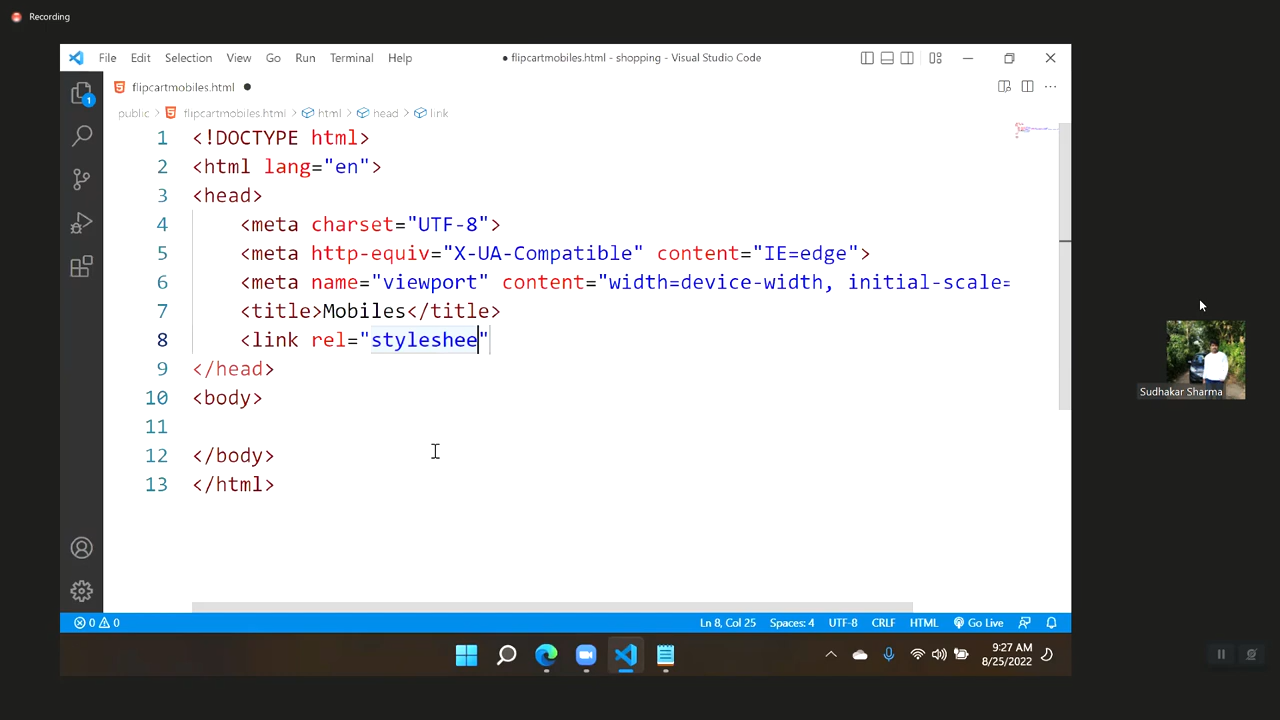 Recording
File Edit Selection View Go Run Terminal Help
● flipcartmobiles.html - shopping - Visual Studio Code
flipcartmobiles.html ●
public > flipcartmobiles.html > html > head > link
1 <!DOCTYPE html>
2 <html lang="en">
3 <head>
4 <meta charset="UTF-8">
5 <meta http-equiv="X-UA-Compatible" content="IE=edge">
6 <meta name="viewport" content="width=device-width, initial-scale=
7 <title>Mobiles</title>
8 <link rel="styleshee"
9 </head>
10 <body>
11
12 </body>
13 </html>
1
Sudhakar Sharma
0 0 Ln 8, Col 25 Spaces: 4 UTF-8 CRLF HTML Go Live
9:27 AM
8/25/2022